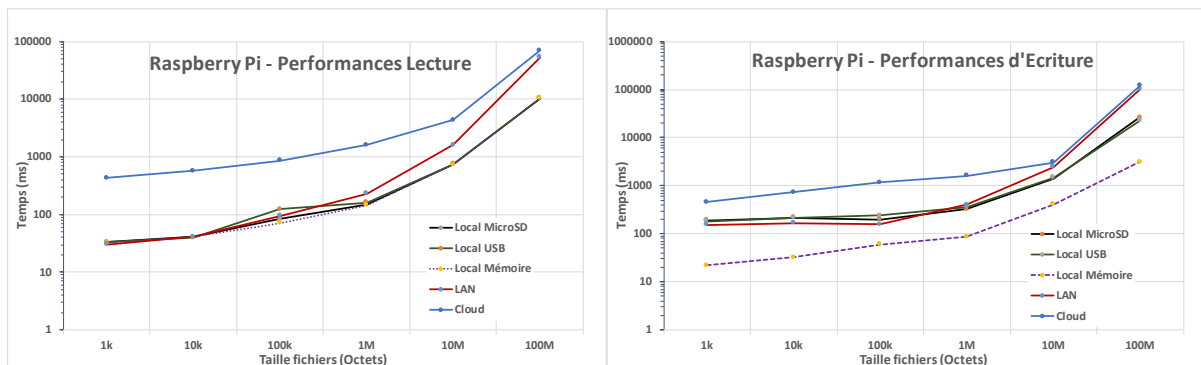 Raspberry Pi - Performances Lecture
Temps (ms)
100000
10000
1000
100
10
1
1k
10k
100k
1M
10M
100M
Taille fichiers (Octets)
Local MicroSD
Local USB
Local Mémoire
LAN
Cloud
Raspberry Pi - Performances d'Ecriture
Temps (ms)
1000000
100000
10000
1000
100
10
1
1k
10k
100k
1M
10M
100M
Taille fichiers (Octets)
Local MicroSD
Local USB
Local Mémoire
LAN
Cloud